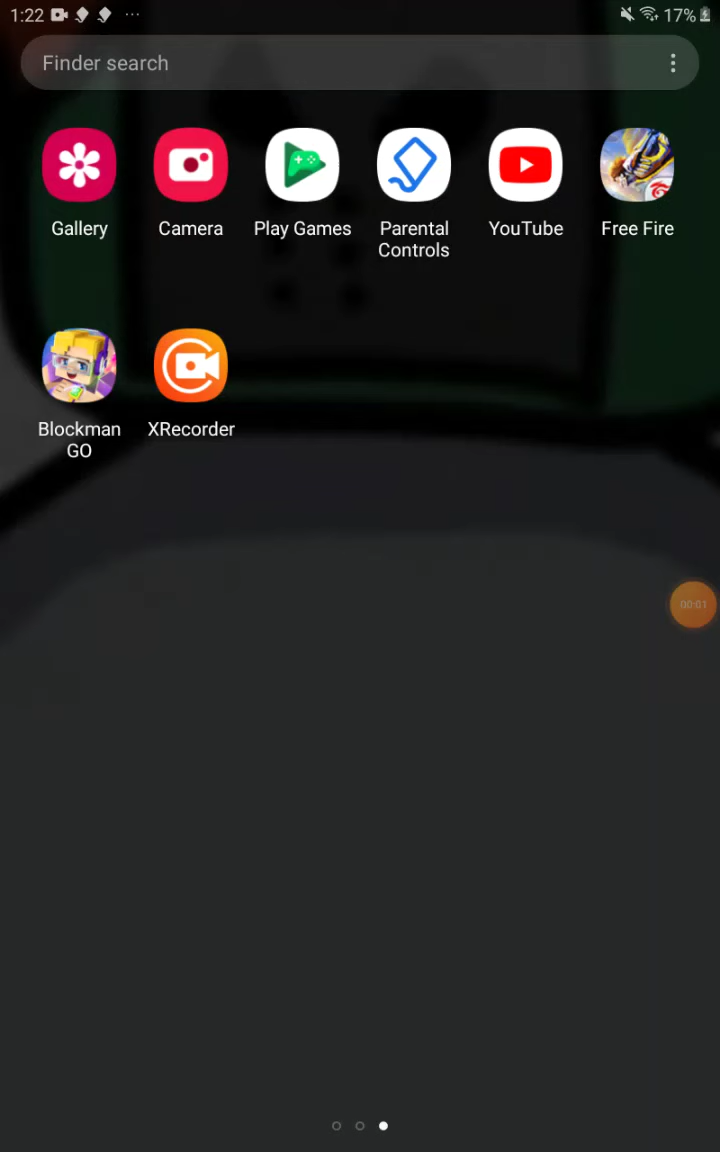 1:22
17%
Finder search
Gallery
Camera
Play Games
Parental
Controls
YouTube
Free Fire
Blockman
GO
XRecorder
00:01